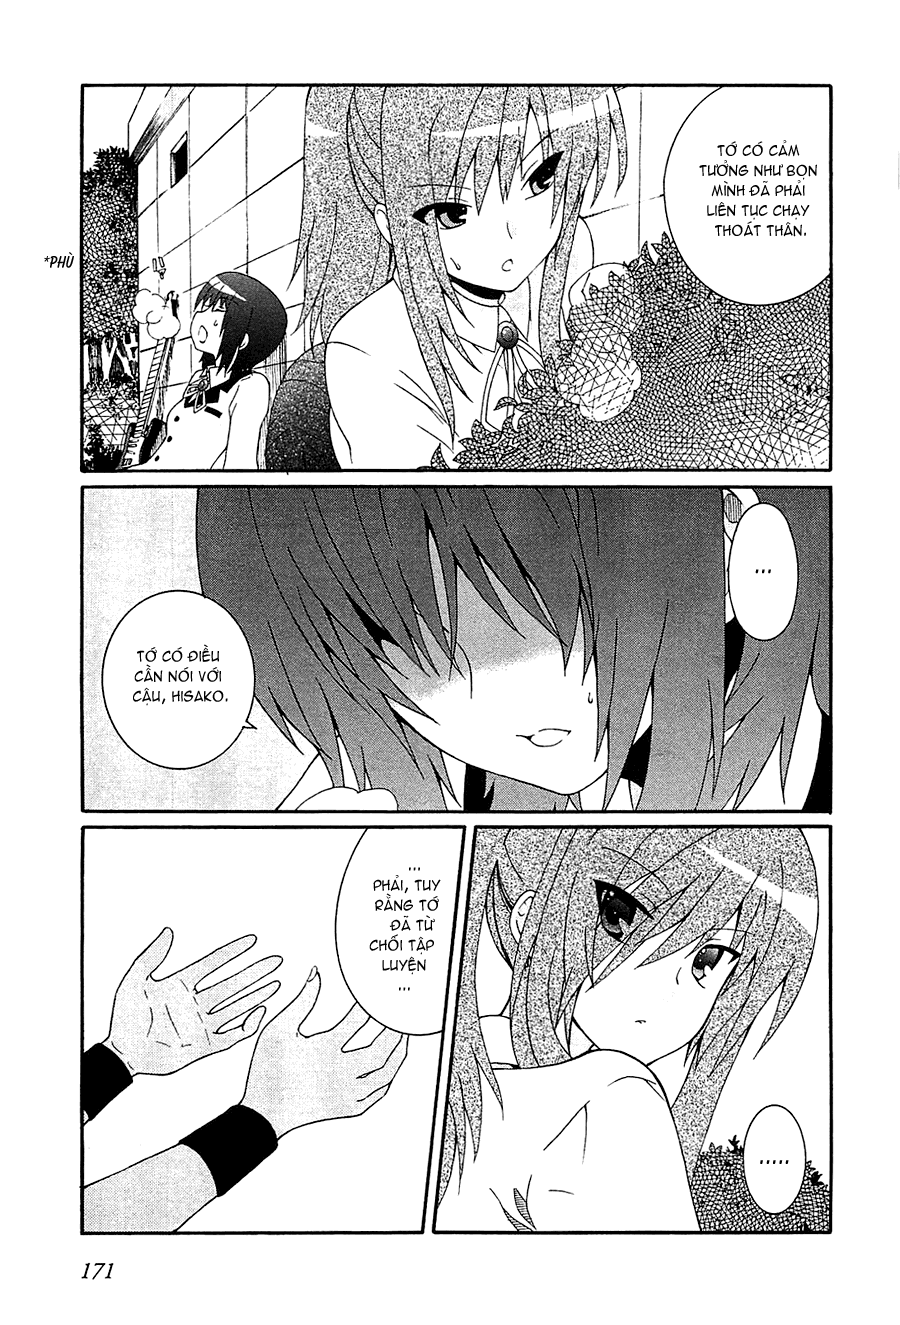 TỚ CÓ CẢM
TƯỞNG NHƯ BỌN
MÌNH ĐÃ PHẢI
LIÊN TỤC CHẠY
THOÁT THÂN.
*PHÙ
...
TỚ CÓ ĐIỀU
CẦN NÓI VỚI
CẬU, HISAKO.
...
PHẢI, TUY
RẰNG TỚ
ĐÃ TỪ
CHỐI TẬP
LUYỆN
...
.....
171